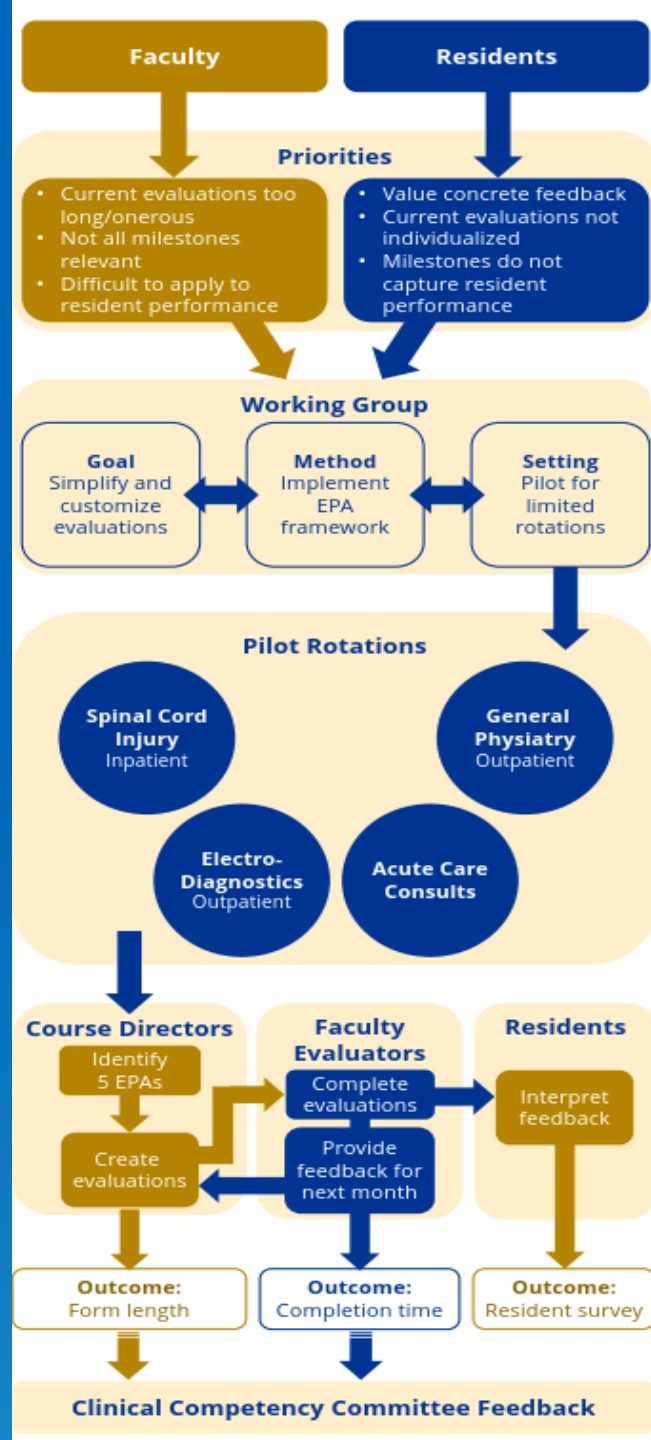 Faculty
Residents
Priorities
• Current evaluations too
long/onerous
• Not all milestones
relevant
• Difficult to apply to
resident performance
• Value concrete feedback
• Current evaluations not
individualized
• Milestones do not
capture resident
performance
Working Group
Goal
Simplify and
customize
evaluations
Method
Implement
EPA
framework
Setting
Pilot for
limited
rotations
Pilot Rotations
Spinal Cord
Injury
Inpatient
General
Physiatry
Outpatient
Electro-
Diagnostics
Outpatient
Acute Care
Consults
Course Directors
Identify
5 EPAs
Create
evaluations
Faculty
Evaluators
Complete
evaluations
Provide
feedback for
next month
Residents
Interpret
feedback
Outcome:
Form length
Outcome:
Completion time
Outcome:
Resident survey
Clinical Competency Committee Feedback